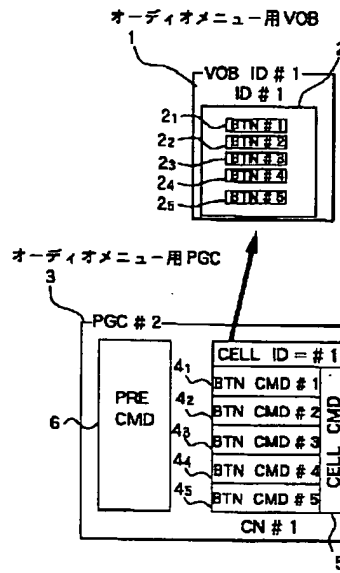 オーディオメニュー用VOB
1
2
VOB ID #1
ID #1
2₁ BTN #1
2₂ BTN #2
2₃ BTN #3
2₄ BTN #4
2₅ BTN #5
オーディオメニュー用PGC
3
PGC #2
CELL ID = #1
6
PRE
CMD
4₁ BTN CMD #1
4₂ BTN CMD #2
4₃ BTN CMD #3
4₄ BTN CMD #4
4₅ BTN CMD #5
CELL CMD
CN #1
5